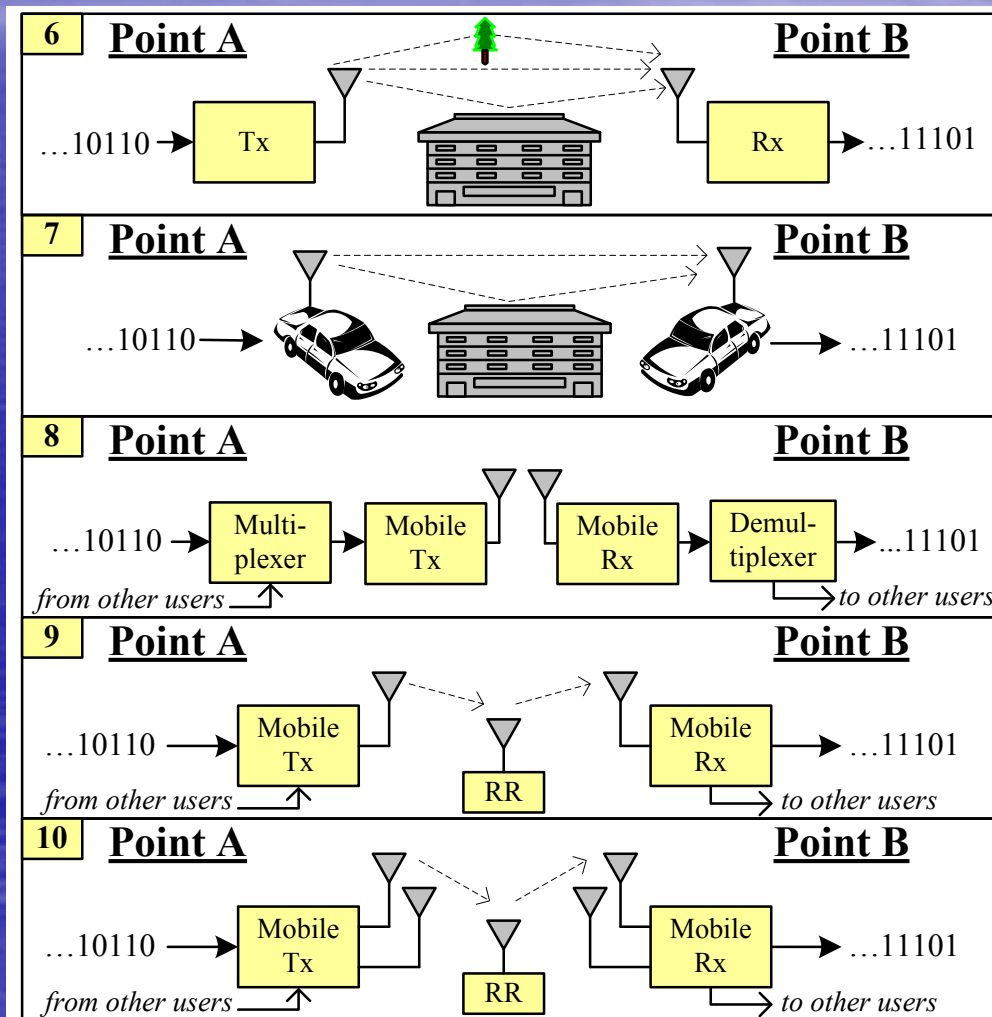 6 Point A Point B
…10110 Tx Rx …11101
7 Point A Point B
…10110 …11101
8 Point A Point B
…10110 Multi-
plexer Mobile
Tx Mobile
Rx Demul-
tiplexer ...11101
from other users to other users
9 Point A Point B
…10110 Mobile
Tx RR Mobile
Rx …11101
from other users to other users
10 Point A Point B
…10110 Mobile
Tx RR Mobile
Rx …11101
from other users to other users